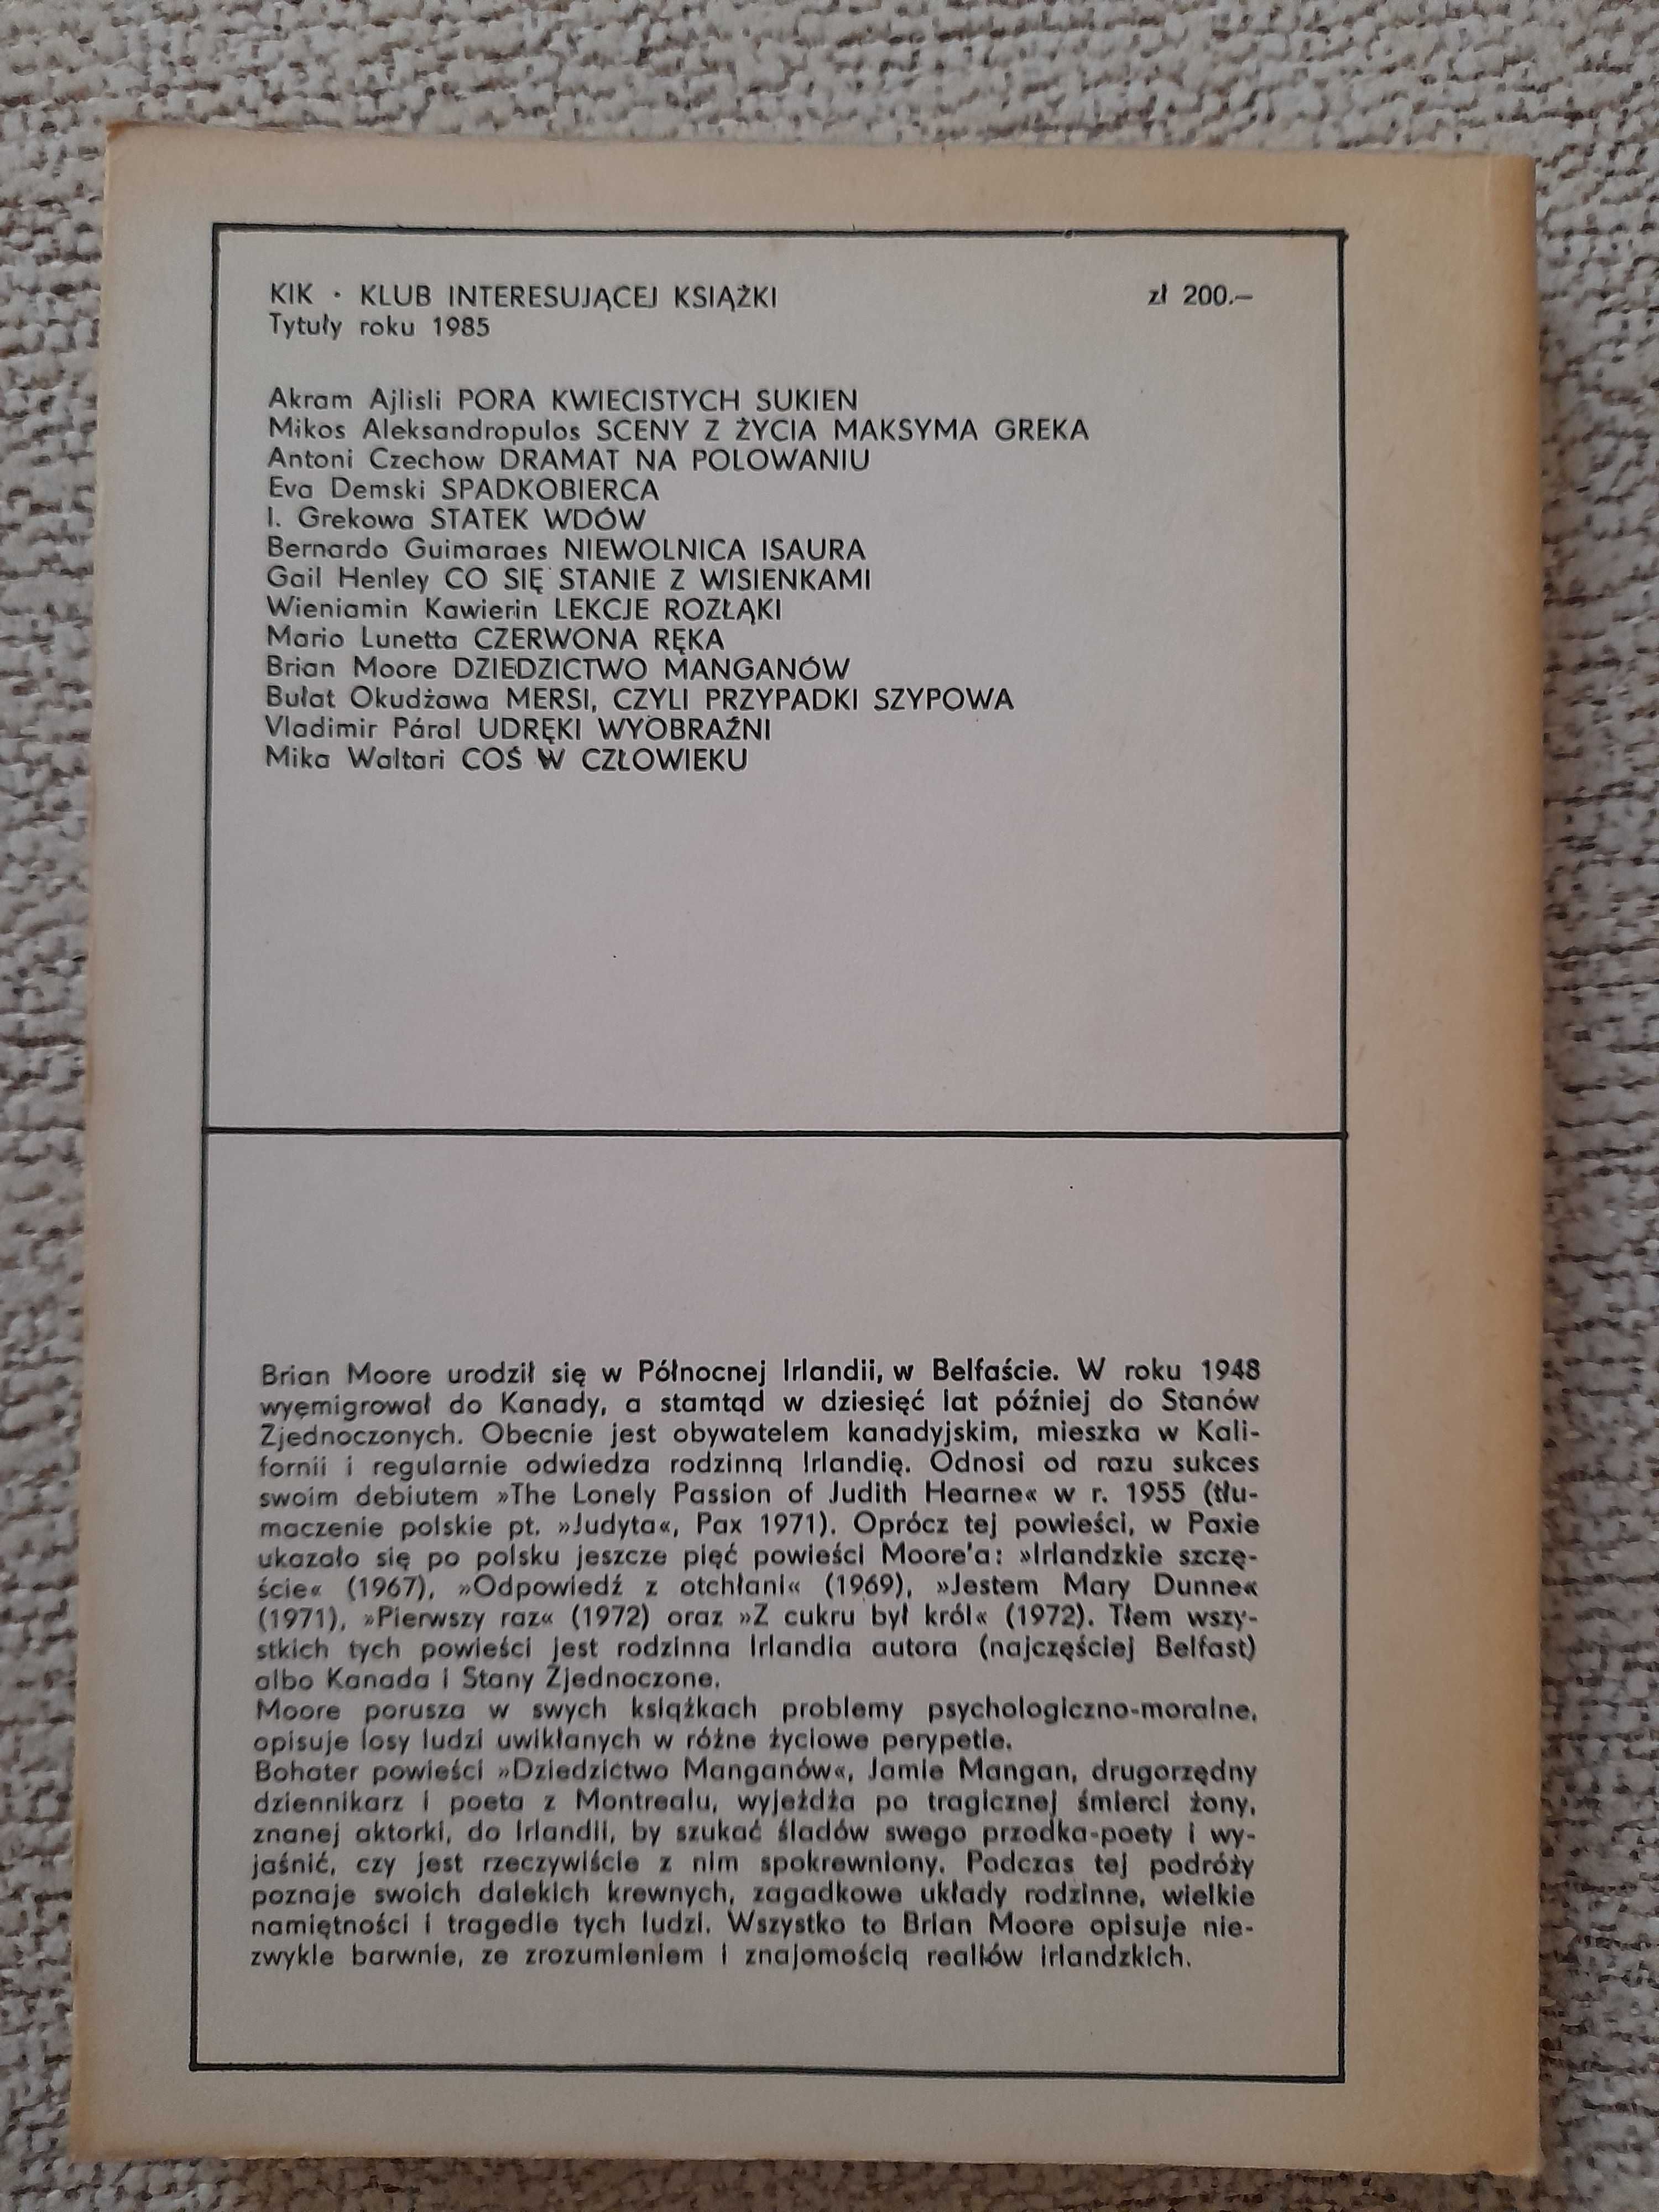 KIK · KLUB INTERESUJĄCEJ KSIĄŻKI zł 200.—
Tytuły roku 1985
Akram Ajlisli PORA KWIECISTYCH SUKIEN
Mikos Aleksandropulos SCENY Z ŻYCIA MAKSYMA GREKA
Antoni Czechow DRAMAT NA POLOWANIU
Eva Demski SPADKOBIERCA
I. Grekowa STATEK WDÓW
Bernardo Guimaraes NIEWOLNICA ISAURA
Gail Henley CO SIĘ STANIE Z WISIENKAMI
Wieniamin Kawierin LEKCJE ROZŁĄKI
Mario Lunetta CZERWONA RĘKA
Brian Moore DZIEDZICTWO MANGANÓW
Bułat Okudżawa MERSI, CZYLI PRZYPADKI SZYPOWA
Vladimir Páral UDRĘKI WYOBRAŹNI
Mika Waltari COŚ W CZŁOWIEKU
Brian Moore urodził się w Północnej Irlandii, w Belfaście. W roku 1948
wyemigrował do Kanady, a stamtąd w dziesięć lat później do Stanów
Zjednoczonych. Obecnie jest obywatelem kanadyjskim, mieszka w Kali-
fornii i regularnie odwiedza rodzinną Irlandię. Odnosi od razu sukces
swoim debiutem »The Lonely Passion of Judith Hearne« w r. 1955 (tłu-
maczenie polskie pt. »Judyta«, Pax 1971). Oprócz tej powieści, w Paxie
ukazało się po polsku jeszcze pięć powieści Moore'a: »Irlandzkie szczę-
ście« (1967), »Odpowiedź z otchłani« (1969), »Jestem Mary Dunne«
(1971), »Pierwszy raz« (1972) oraz »Z cukru był król« (1972). Tłem wszy-
stkich tych powieści jest rodzinna Irlandia autora (najczęściej Belfast)
albo Kanada i Stany Zjednoczone.
Moore porusza w swych książkach problemy psychologiczno-moralne,
opisuje losy ludzi uwikłanych w różne życiowe perypetie.
Bohater powieści »Dziedzictwo Manganów«, Jamie Mangan, drugorzędny
dziennikarz i poeta z Montrealu, wyjeżdża po tragicznej śmierci żony,
znanej aktorki, do Irlandii, by szukać śladów swego przodka-poety i wy-
jaśnić, czy jest rzeczywiście z nim spokrewniony. Podczas tej podróży
poznaje swoich dalekich krewnych, zagadkowe układy rodzinne, wielkie
namiętności i tragedie tych ludzi. Wszystko to Brian Moore opisuje nie-
zwykle barwnie, ze zrozumieniem i znajomością realiów irlandzkich.